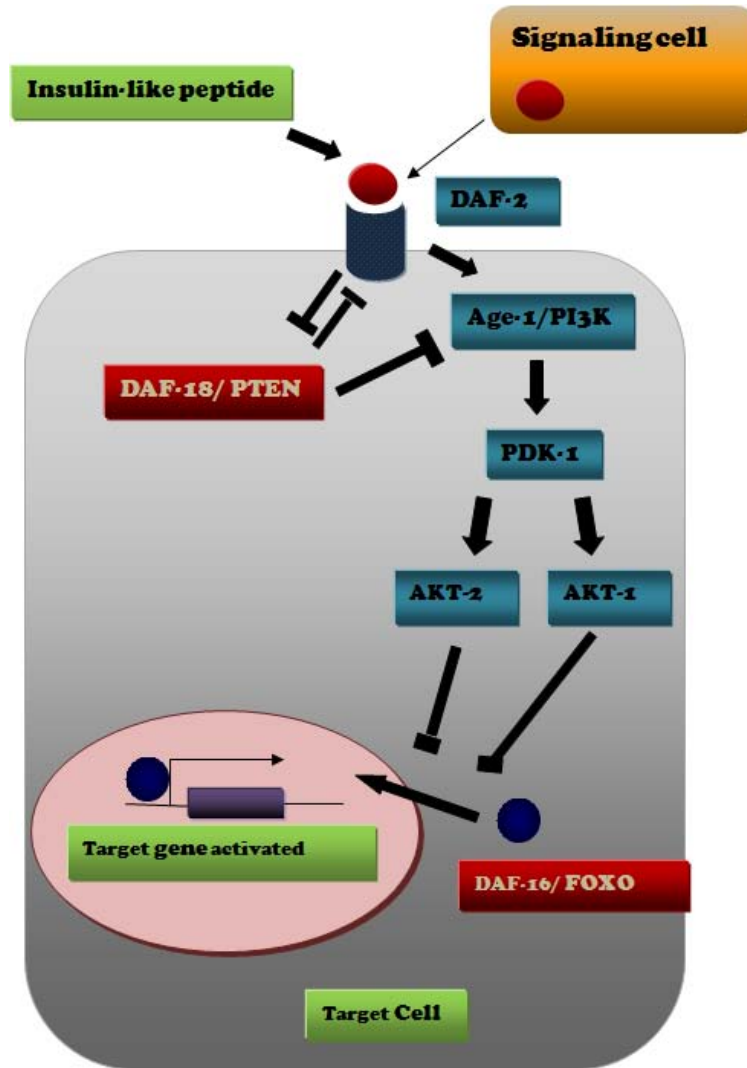 Signaling cell
Insulin-like peptide
DAF-2
Age-1/PI3K
DAF-18/ PTEN
PDK-1
AKT-2
AKT-1
Target gene activated
DAF-16/ FOXO
Target Cell